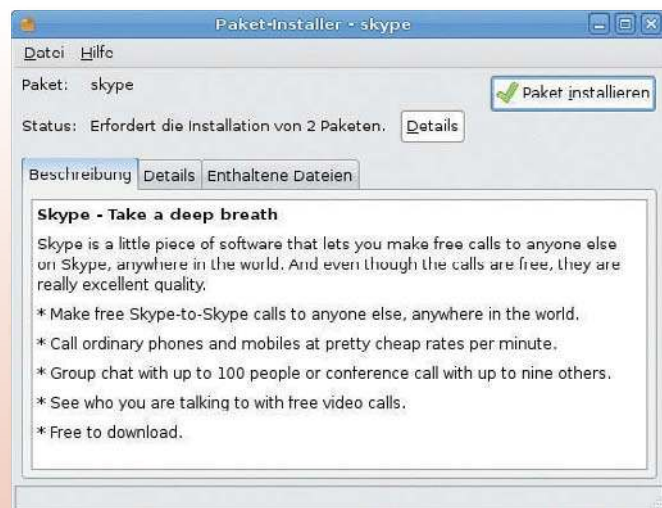 Paket-Installer - skype
Datei Hilfe
Paket: skype
Paket installieren
Status: Erfordert die Installation von 2 Paketen. Details
Beschreibung Details Enthaltene Dateien
Skype - Take a deep breath
Skype is a little piece of software that lets you make free calls to anyone else
on Skype, anywhere in the world. And even though the calls are free, they are
really excellent quality.
* Make free Skype-to-Skype calls to anyone else, anywhere in the world.
* Call ordinary phones and mobiles at pretty cheap rates per minute.
* Group chat with up to 100 people or conference call with up to nine others.
* See who you are talking to with free video calls.
* Free to download.